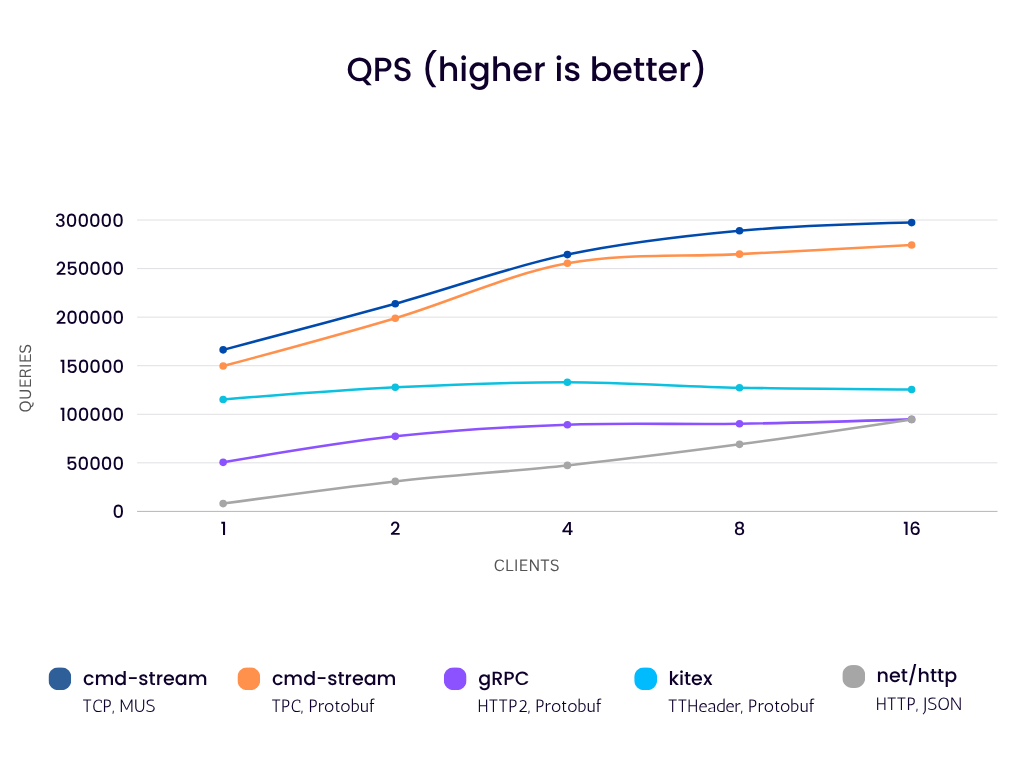 QPS (higher is better)
300000
250000
200000
150000
100000
50000
0
QUERIES
1 2 4 8 16
CLIENTS
cmd-stream
TCP, MUS
cmd-stream
TPC, Protobuf
gRPC
HTTP2, Protobuf
kitex
TTHeader, Protobuf
net/http
HTTP, JSON